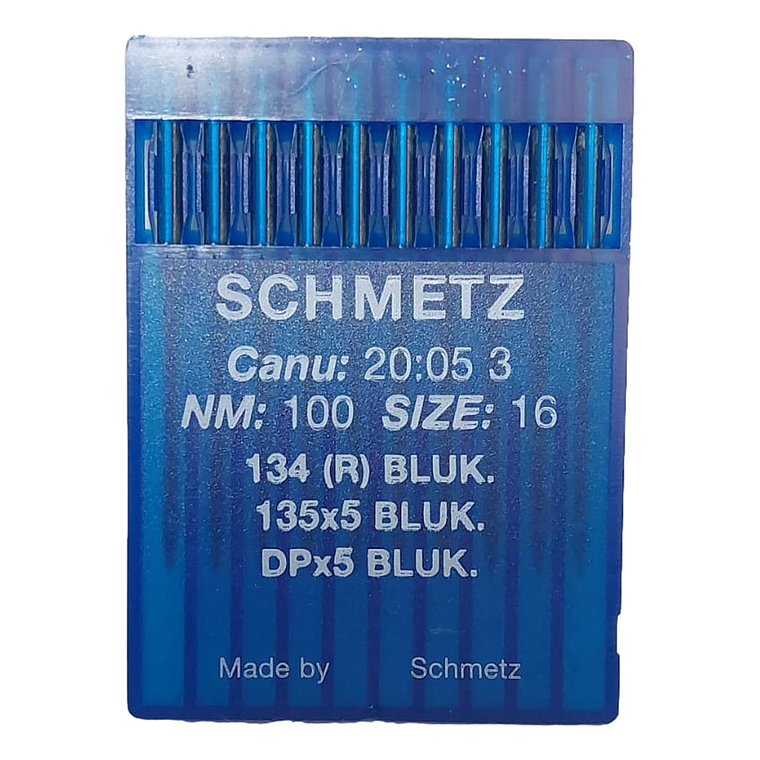 SCHMETZ
Canu: 20:05 3
NM: 100 SIZE: 16
134 (R) BLUK.
135x5 BLUK.
DPx5 BLUK.
Made by Schmetz